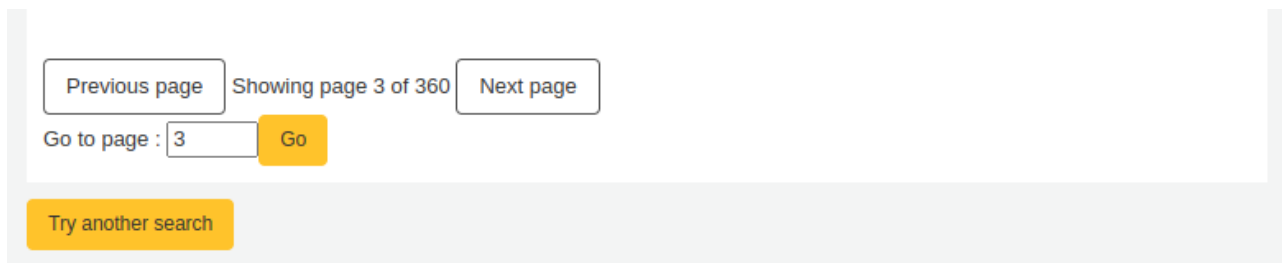 Previous page Showing page 3 of 360 Next page
Go to page : 3 Go
Try another search